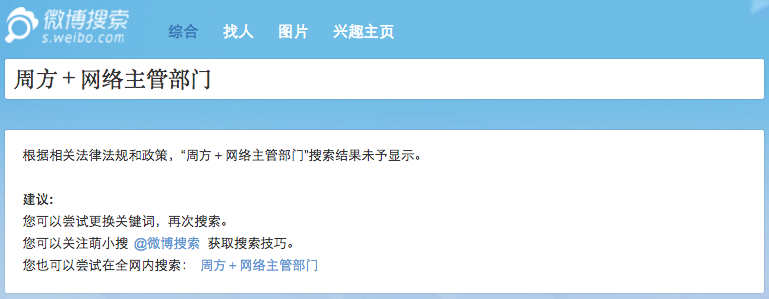 微博搜索
s.weibo.com
综合 找人 图片 兴趣主页
周方＋网络主管部门
根据相关法律法规和政策，“周方＋网络主管部门”搜索结果未予显示。
建议:
您可以尝试更换关键词，再次搜索。
您可以关注萌小搜 @微博搜索 获取搜索技巧。
您也可以尝试在全网内搜索： 周方＋网络主管部门